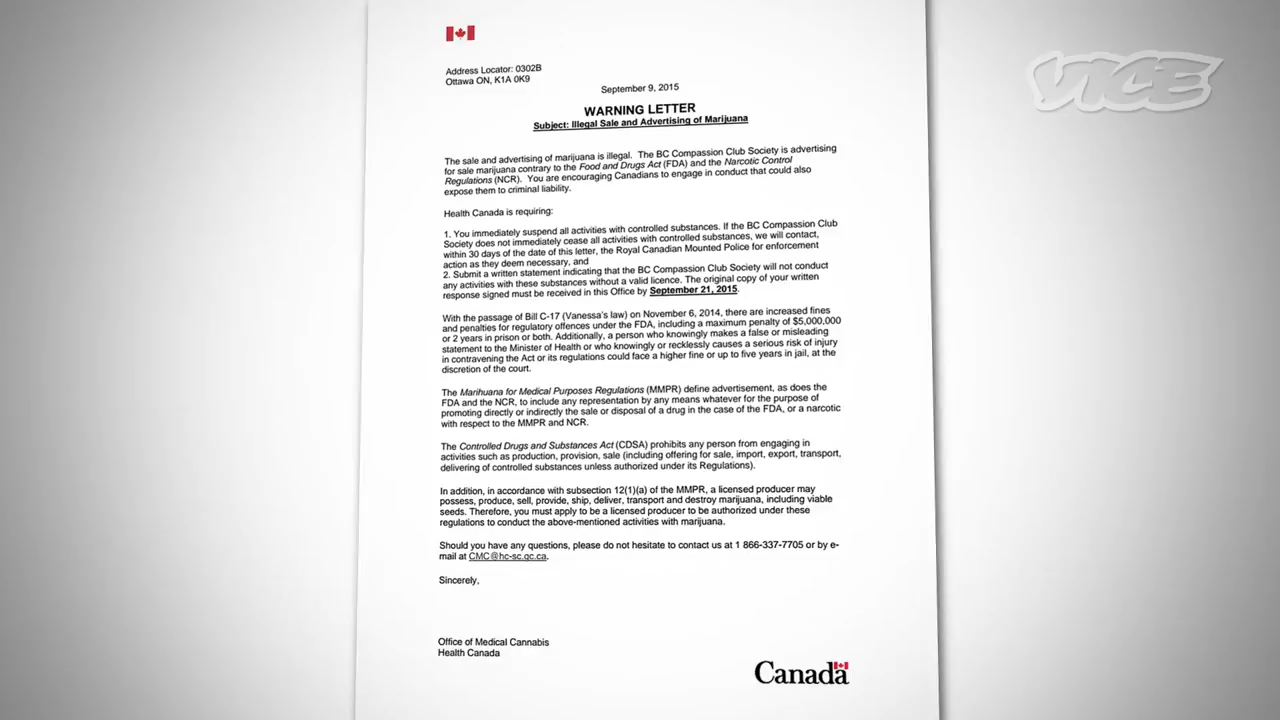 VICE
Address Locator: 0302B
Ottawa ON, K1A 0K9
September 9, 2015
WARNING LETTER
Subject: Illegal Sale and Advertising of Marijuana
The sale and advertising of marijuana is illegal. The BC Compassion Club Society is advertising
for sale marijuana contrary to the Food and Drugs Act (FDA) and the Narcotic Control
Regulations (NCR). You are encouraging Canadians to engage in conduct that could also
expose them to criminal liability.
Health Canada is requiring:
1. You immediately suspend all activities with controlled substances. If the BC Compassion Club
Society does not immediately cease all activities with controlled substances, we will contact,
within 30 days of the date of this letter, the Royal Canadian Mounted Police for enforcement
action as they deem necessary, and
2. Submit a written statement indicating that the BC Compassion Club Society will not conduct
any activities with these substances without a valid licence. The original copy of your written
response signed must be received in this Office by September 21, 2015.
With the passage of Bill C-17 (Vanessa's law) on November 6, 2014, there are increased fines
and penalties for regulatory offences under the FDA, including a maximum penalty of $5,000,000
or 2 years in prison or both. Additionally, a person who knowingly makes a false or misleading
statement to the Minister of Health or who knowingly or recklessly causes a serious risk of injury
in contravening the Act or its regulations could face a higher fine or up to five years in jail, at the
discretion of the court.
The Marihuana for Medical Purposes Regulations (MMPR) define advertisement, as does the
FDA and the NCR, to include any representation by any means whatever for the purpose of
promoting directly or indirectly the sale or disposal of a drug in the case of the FDA, or a narcotic
with respect to the MMPR and NCR.
The Controlled Drugs and Substances Act (CDSA) prohibits any person from engaging in
activities such as production, provision, sale (including offering for sale, import, export, transport,
delivering of controlled substances unless authorized under its Regulations).
In addition, in accordance with subsection 12(1)(a) of the MMPR, a licensed producer may
possess, produce, sell, provide, ship, deliver, transport and destroy marijuana, including viable
seeds. Therefore, you must apply to be a licensed producer to be authorized under these
regulations to conduct the above-mentioned activities with marijuana.
Should you have any questions, please do not hesitate to contact us at 1 866-337-7705 or by e-
mail at CMC@hc-sc.gc.ca.
Sincerely,
Office of Medical Cannabis
Health Canada
Canada